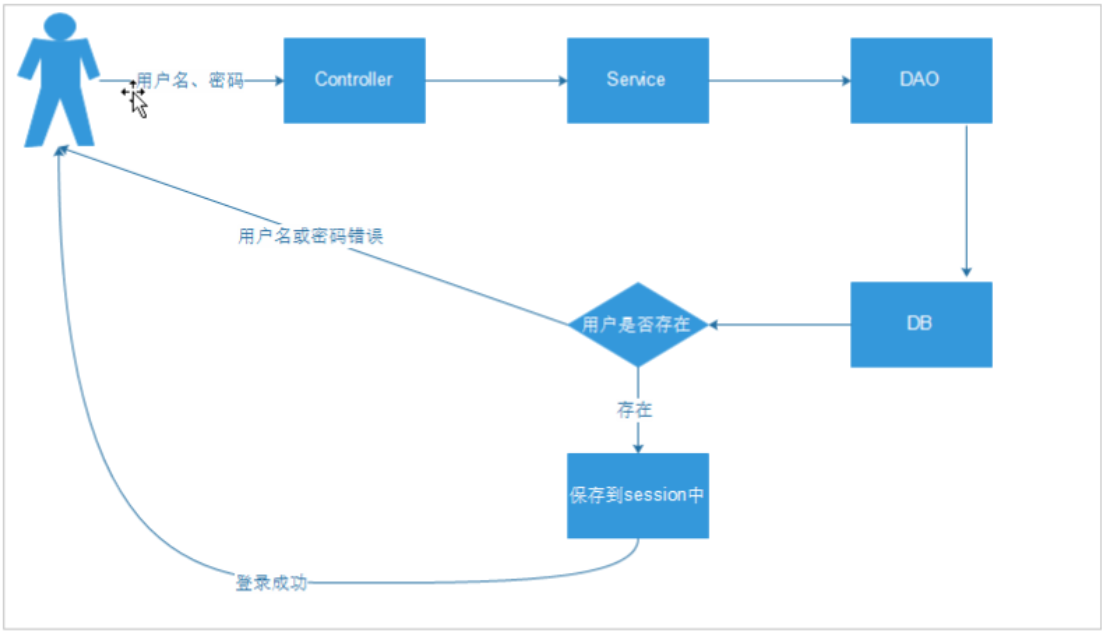 用户名、密码
Controller
Service
DAO
用户名或密码错误
用户是否存在
DB
存在
保存到session中
登录成功